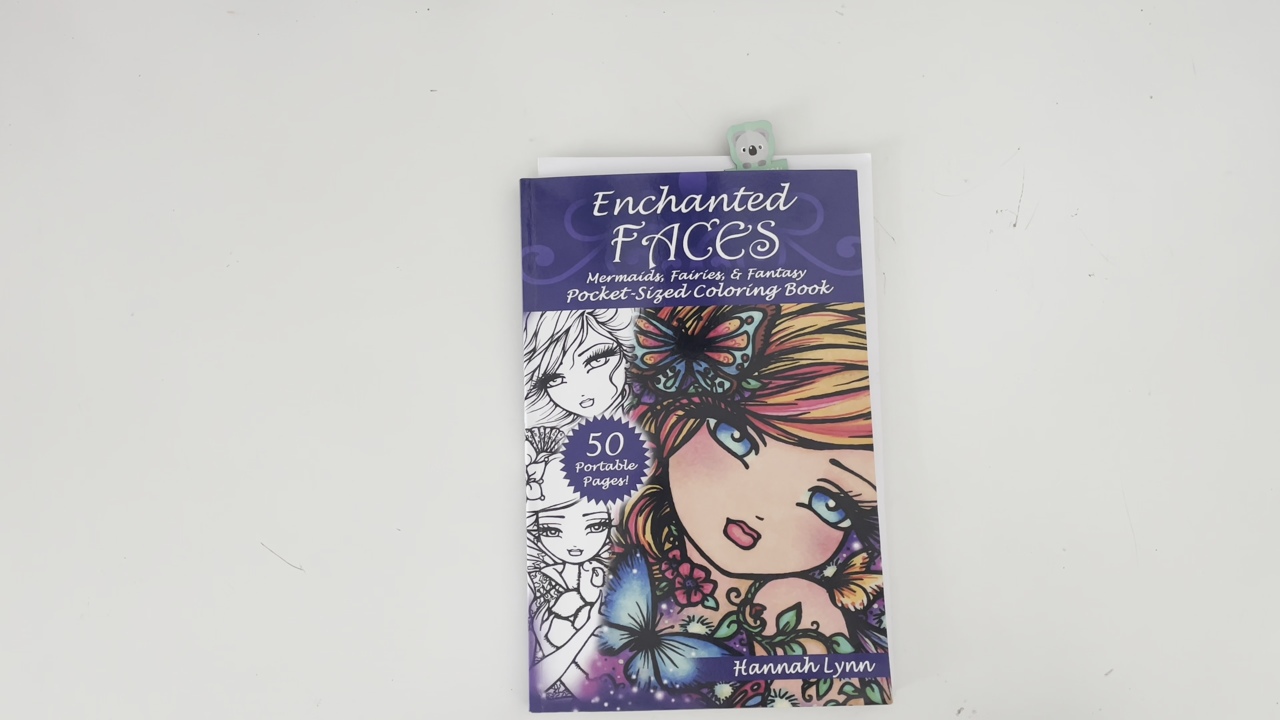 Enchanted
FACES
Mermaids, Fairies, & Fantasy
Pocket-Sized Coloring Book
50
Portable
Pages!
Hannah Lynn